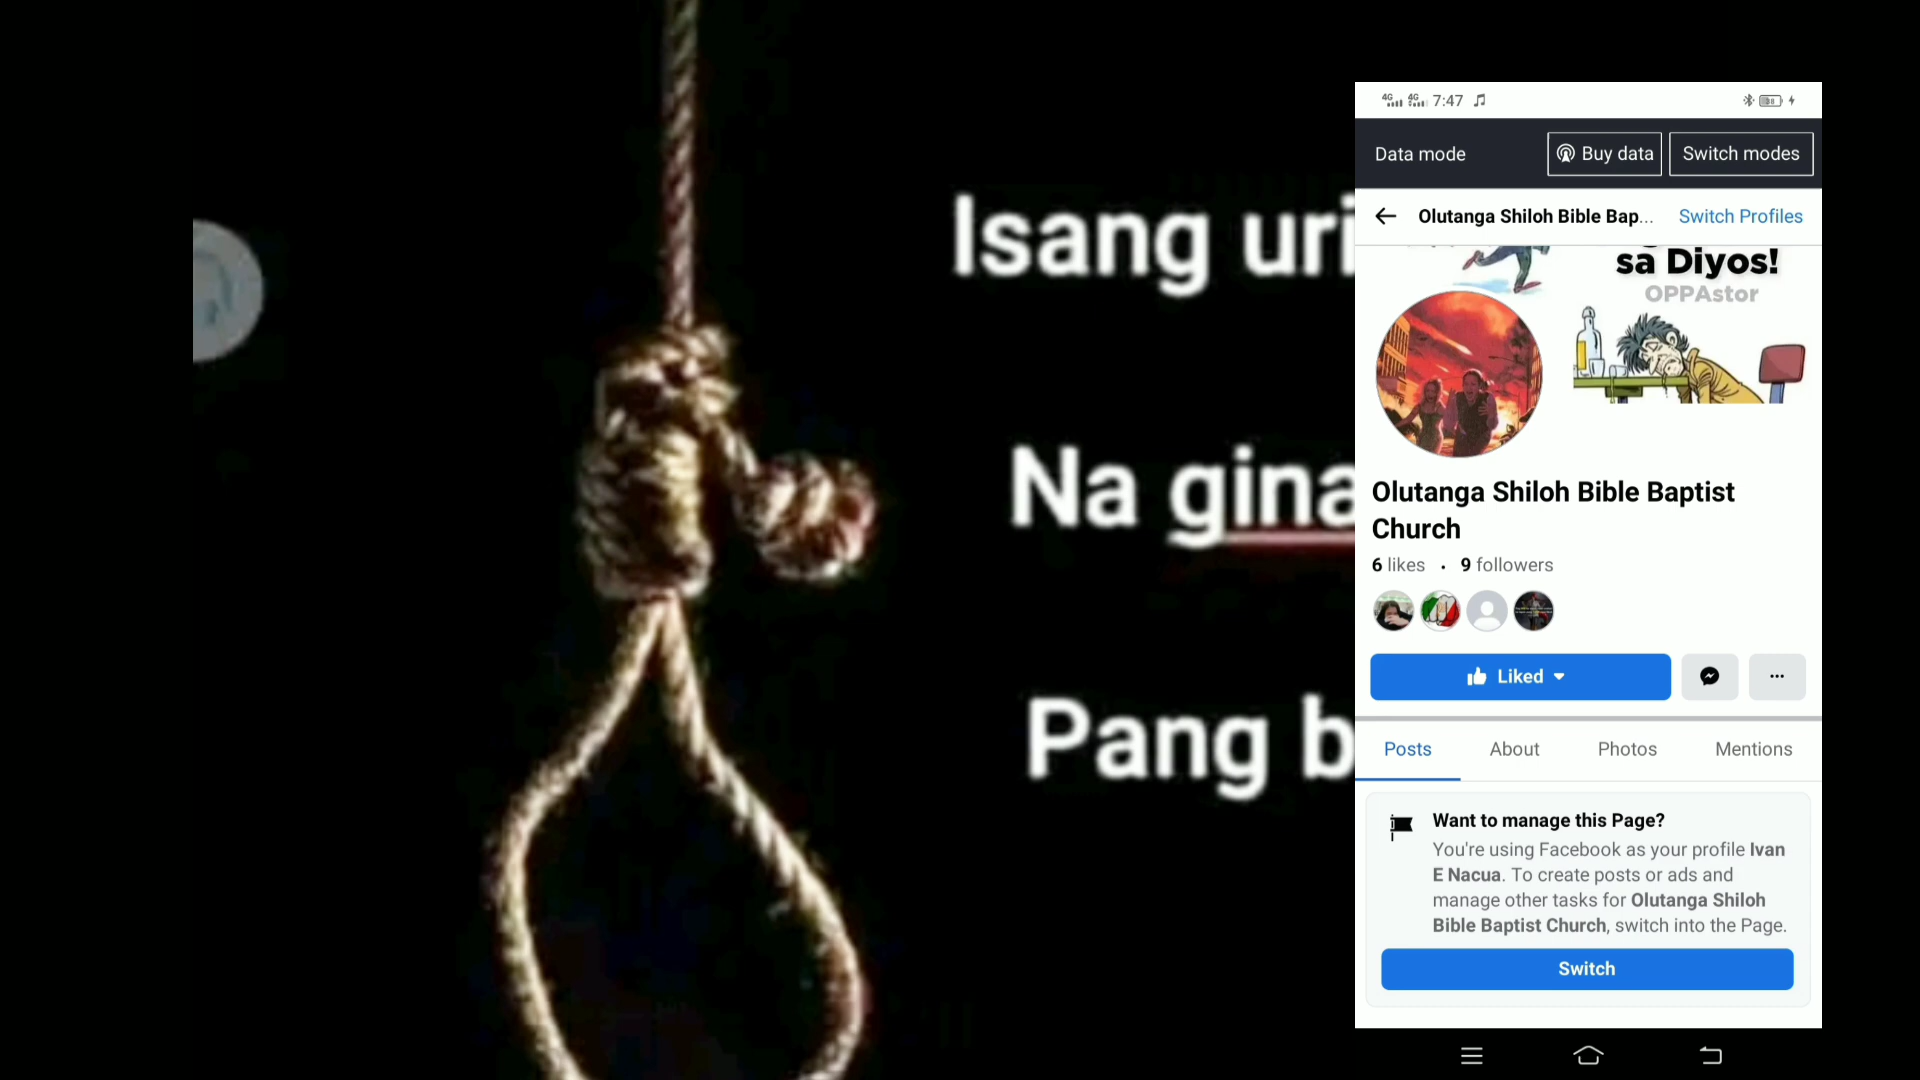 Isang uri
Na gina
Pang b
4G 4G 7:47
Data mode
Buy data
Switch modes
Olutanga Shiloh Bible Bap...
Switch Profiles
sa Diyos!
OPPAstor
Olutanga Shiloh Bible Baptist
Church
6 likes • 9 followers
Liked
Posts
About
Photos
Mentions
Want to manage this Page?
You're using Facebook as your profile Ivan
E Nacua. To create posts or ads and
manage other tasks for Olutanga Shiloh
Bible Baptist Church, switch into the Page.
Switch